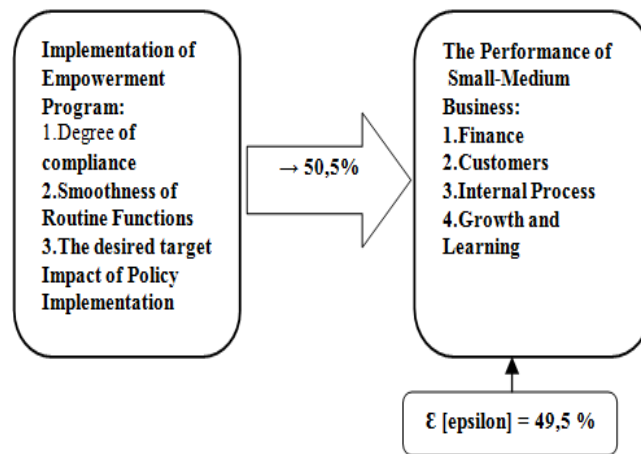 Implementation of
Empowerment
Program:
1.Degree of
compliance
2.Smoothness of
Routine Functions
3.The desired target
Impact of Policy
Implementation
→ 50,5%
The Performance of
Small-Medium
Business:
1.Finance
2.Customers
3.Internal Process
4.Growth and
Learning
Ɛ [epsilon] = 49,5 %